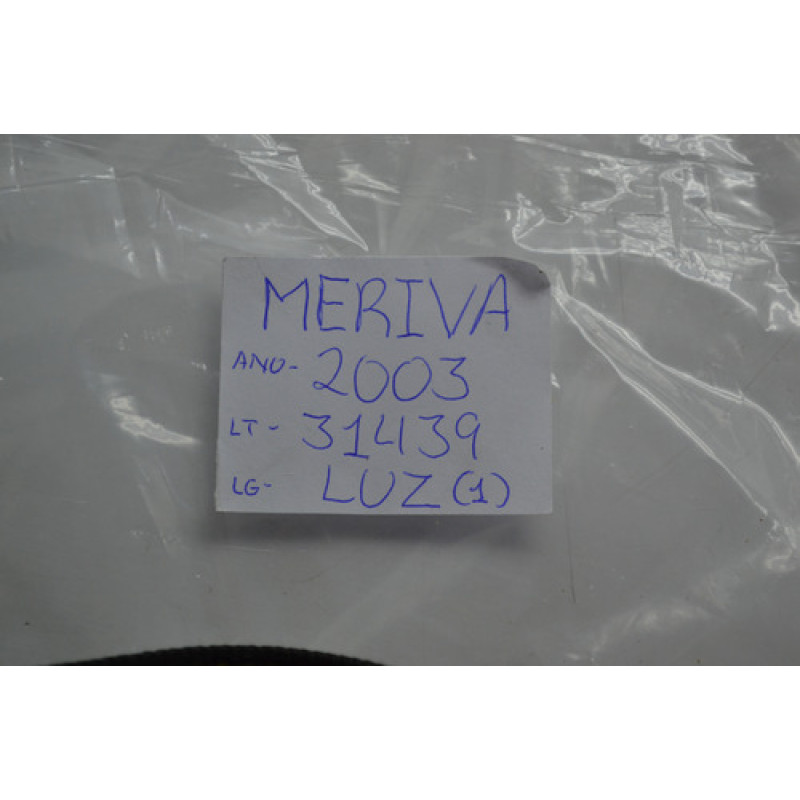 MERIVA
ANO- 2003
LT- 31439
LG- LUZ (1)